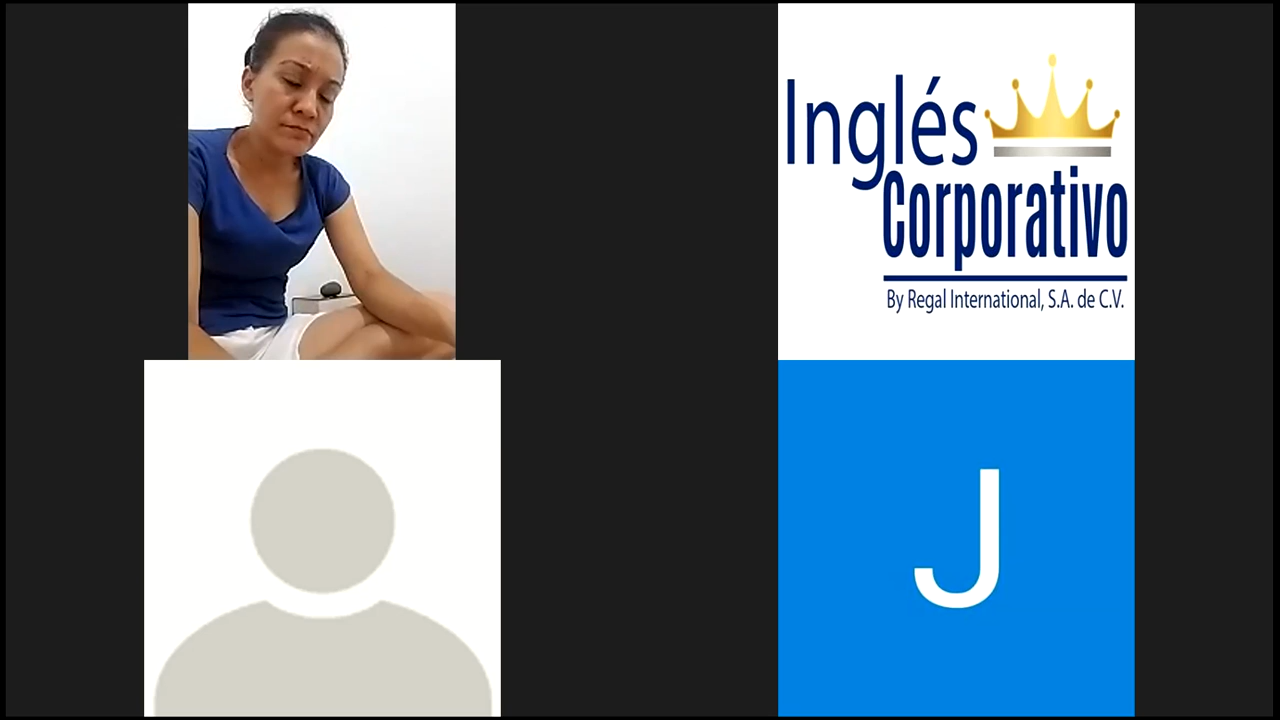 Inglés
Corporativo
By Regal International, S.A. de C.V.
J